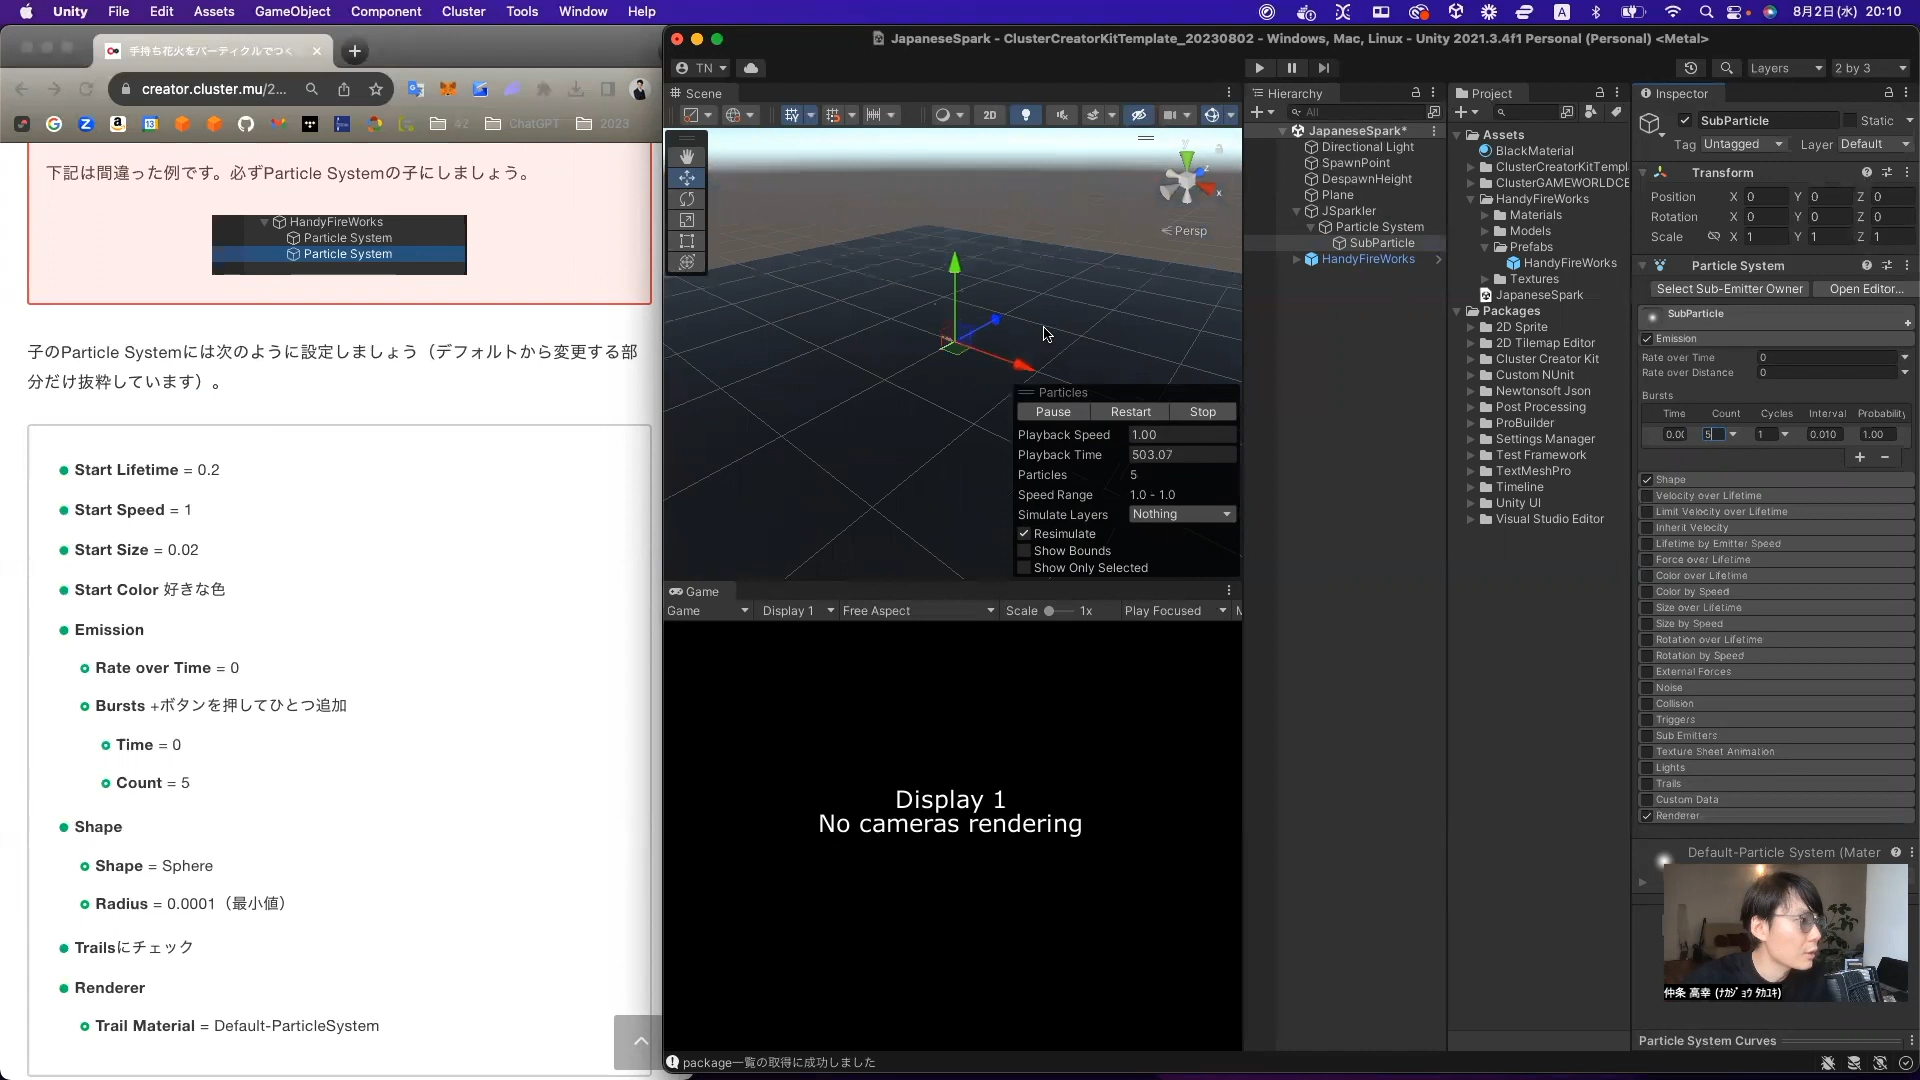 Unity File Edit Assets GameObject Component Cluster Tools Window Help
A 8月2日(水) 20:10
手持ち花火をパーティクルでつく
creator.cluster.mu/2...
ChatGPT 2023
下記は間違った例です。必ずParticle Systemの子にしましょう。
HandyFireWorks
Particle System
Particle System
子のParticle Systemには次のように設定しましょう（デフォルトから変更する部
分だけ抜粋しています）。
Start Lifetime = 0.2
Start Speed = 1
Start Size = 0.02
Start Color 好きな色
Emission
Rate over Time = 0
Bursts +ボタンを押してひとつ追加
Time = 0
Count = 5
Shape
Shape = Sphere
Radius = 0.0001（最小値）
Trailsにチェック
Renderer
Trail Material = Default-ParticleSystem
JapaneseSpark - ClusterCreatorKitTemplate_20230802 - Windows, Mac, Linux - Unity 2021.3.4f1 Personal (Personal) <Metal>
TN
Layers 2 by 3
Scene
2D
y
x
Persp
Particles
Pause Restart Stop
Playback Speed 1.00
Playback Time 503.07
Particles 5
Speed Range 1.0 - 1.0
Simulate Layers Nothing
Resimulate
Show Bounds
Show Only Selected
Game
Game Display 1 Free Aspect Scale 1x Play Focused M
Display 1
No cameras rendering
package一覧の取得に成功しました
Hierarchy
All
JapaneseSpark*
Directional Light
SpawnPoint
DespawnHeight
Plane
JSparkler
Particle System
SubParticle
HandyFireWorks
Project
Assets
BlackMaterial
ClusterCreatorKitTempl
ClusterGAMEWORLDCE
HandyFireWorks
Materials
Models
Prefabs
HandyFireWorks
Textures
JapaneseSpark
Packages
2D Sprite
2D Tilemap Editor
Cluster Creator Kit
Custom NUnit
Newtonsoft Json
Post Processing
ProBuilder
Settings Manager
Test Framework
TextMeshPro
Timeline
Unity UI
Visual Studio Editor
Inspector
SubParticle Static
Tag Untagged Layer Default
Transform
Position X 0 Y 0 Z 0
Rotation X 0 Y 0 Z 0
Scale X 1 Y 1 Z 1
Particle System
Select Sub-Emitter Owner Open Editor...
SubParticle
Emission
Rate over Time 0
Rate over Distance 0
Bursts
Time Count Cycles Interval Probability
0.00 5 1 0.010 1.00
Shape
Velocity over Lifetime
Limit Velocity over Lifetime
Inherit Velocity
Lifetime by Emitter Speed
Force over Lifetime
Color over Lifetime
Color by Speed
Size over Lifetime
Size by Speed
Rotation over Lifetime
Rotation by Speed
External Forces
Noise
Collision
Triggers
Sub Emitters
Texture Sheet Animation
Lights
Trails
Custom Data
Renderer
Default-Particle System (Mater
仲条 高幸 (ﾅｶｼﾞｮｳ ﾀｶﾕｷ)
Particle System Curves